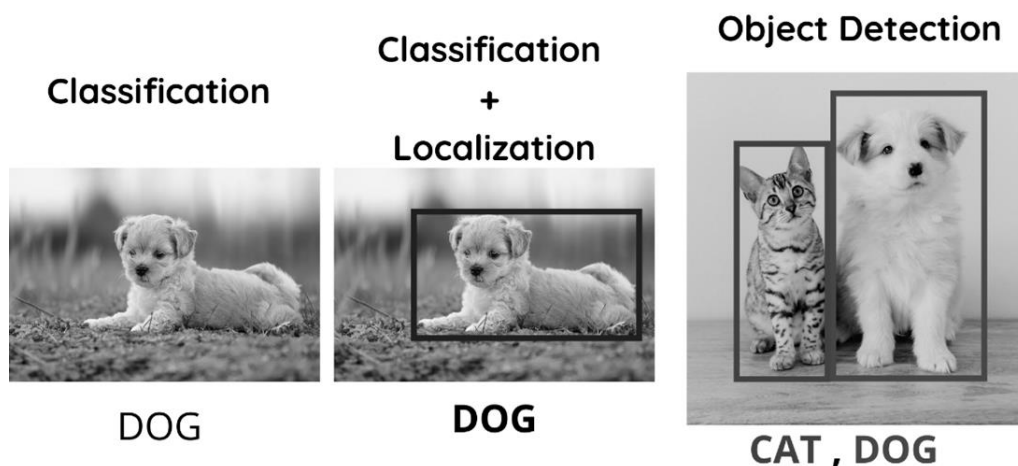 Classification
DOG
Classification
+
Localization
DOG
Object Detection
CAT , DOG